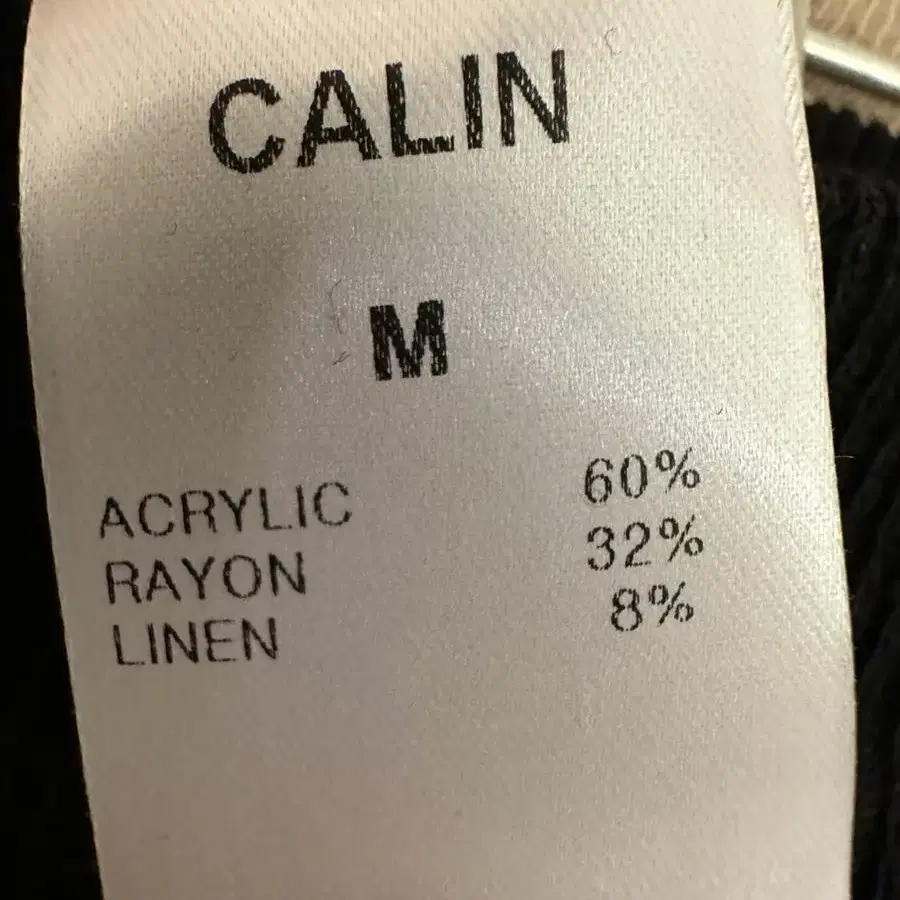 CALIN
M
ACRYLIC 60%
RAYON 32%
LINEN 8%